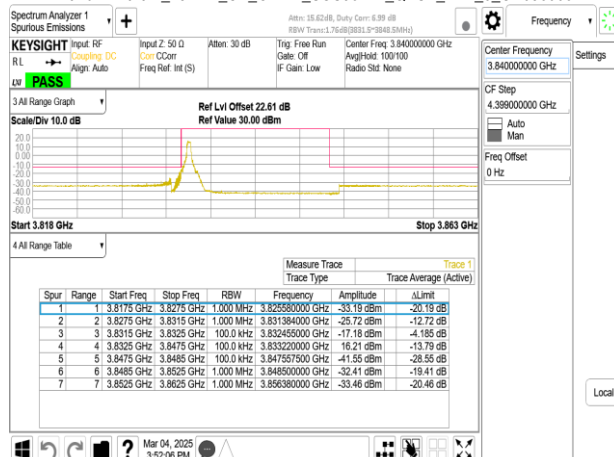 Spectrum Analyzer 1
Spurious Emissions
Attn: 15.62dB, Duty Corr: 6.99 dB
RBW Trans:1.76dB(3831.5~3848.5MHz)
Frequency
KEYSIGHT
Input: RF
Coupling: DC
Align: Auto
Input Z: 50 Ω
Corr CCorr
Freq Ref: Int (S)
Atten: 30 dB
Trig: Free Run
Gate: Off
IF Gain: Low
Center Freq: 3.840000000 GHz
Avg|Hold: 100/100
Radio Std: None
RL
LXI PASS
Center Frequency
3.840000000 GHz
Settings
CF Step
4.399000000 GHz
Auto
Man
Freq Offset
0 Hz
3 All Range Graph
Scale/Div 10.0 dB
Ref Lvl Offset 22.61 dB
Ref Value 30.00 dBm
20.0
10.0
0.00
-10.0
-20.0
-30.0
-40.0
-50.0
-60.0
Start 3.818 GHz
Stop 3.863 GHz
4 All Range Table
Measure Trace Trace 1
Trace Type Trace Average (Active)
Spur Range Start Freq Stop Freq RBW Frequency Amplitude ΔLimit
1 1 3.8175 GHz 3.8275 GHz 1.000 MHz 3.825580000 GHz -33.19 dBm -20.19 dB
2 2 3.8275 GHz 3.8315 GHz 1.000 MHz 3.831384000 GHz -25.72 dBm -12.72 dB
3 3 3.8315 GHz 3.8325 GHz 100.0 kHz 3.832455000 GHz -17.18 dBm -4.185 dB
4 4 3.8325 GHz 3.8475 GHz 100.0 kHz 3.833220000 GHz 16.21 dBm -13.79 dB
5 5 3.8475 GHz 3.8485 GHz 100.0 kHz 3.847557500 GHz -41.55 dBm -28.55 dB
6 6 3.8485 GHz 3.8525 GHz 1.000 MHz 3.848500000 GHz -32.41 dBm -19.41 dB
7 7 3.8525 GHz 3.8625 GHz 1.000 MHz 3.856380000 GHz -33.46 dBm -20.46 dB
Local
Mar 04, 2025
3:52:06 PM